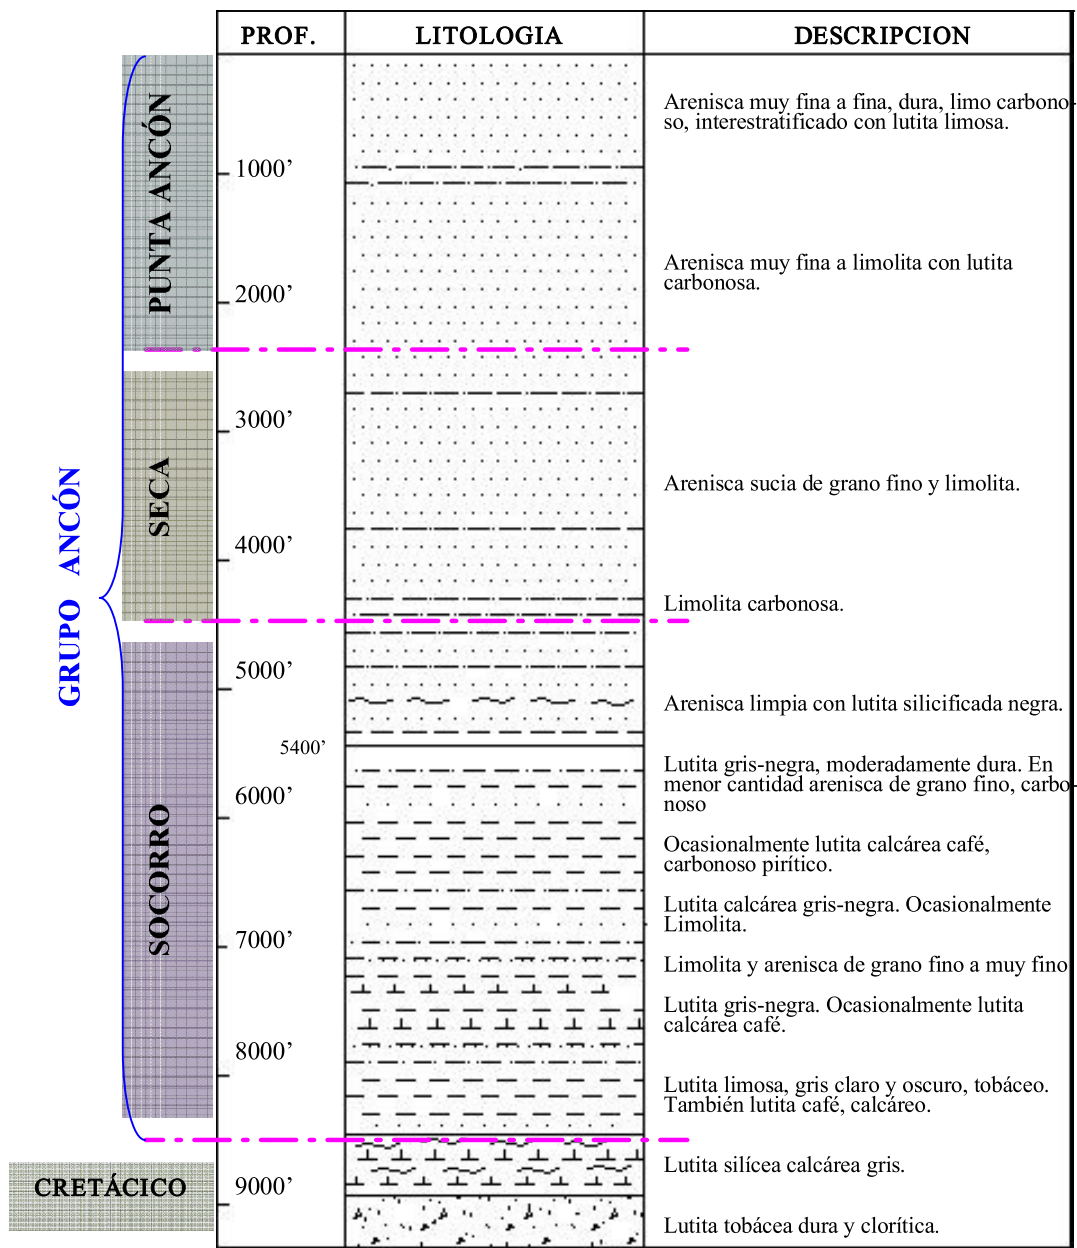 PROF. LITOLOGIA DESCRIPCION
GRUPO ANCÓN
PUNTA ANCÓN
SECA
SOCORRO
CRETÁCICO
1000’
2000’
3000’
4000’
5000’
5400’
6000’
7000’
8000’
9000’
Arenisca muy fina a fina, dura, limo carbono-
so, interestratificado con lutita limosa.
Arenisca muy fina a limolita con lutita
carbonosa.
Arenisca sucia de grano fino y limolita.
Limolita carbonosa.
Arenisca limpia con lutita silicificada negra.
Lutita gris-negra, moderadamente dura. En
menor cantidad arenisca de grano fino, carbo-
noso
Ocasionalmente lutita calcárea café,
carbonoso pirítico.
Lutita calcárea gris-negra. Ocasionalmente
Limolita.
Limolita y arenisca de grano fino a muy fino
Lutita gris-negra. Ocasionalmente lutita
calcárea café.
Lutita limosa, gris claro y oscuro, tobáceo.
También lutita café, calcáreo.
Lutita silícea calcárea gris.
Lutita tobácea dura y clorítica.